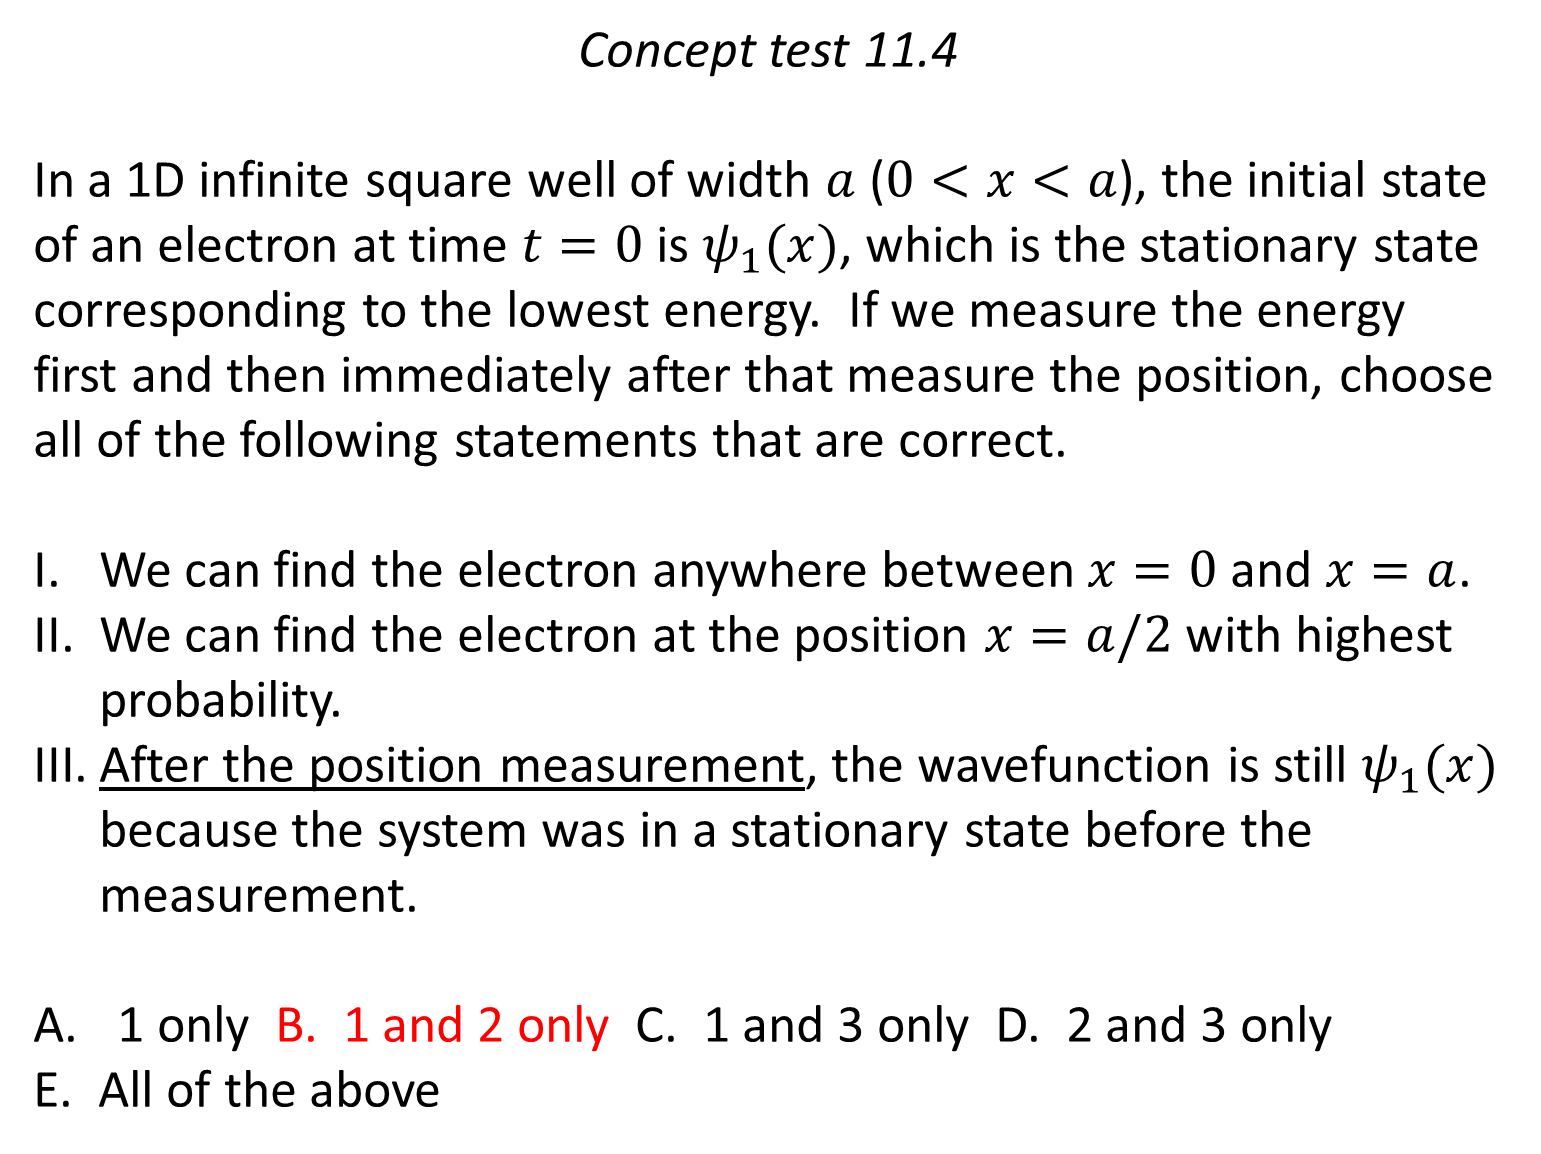 Concept test 11.4
In a 1D infinite square well of width a (0 < x < a), the initial state
of an electron at time t = 0 is ψ₁(x), which is the stationary state
corresponding to the lowest energy.  If we measure the energy
first and then immediately after that measure the position, choose
all of the following statements that are correct.
I. We can find the electron anywhere between x = 0 and x = a.
II. We can find the electron at the position x = a/2 with highest
probability.
III. After the position measurement, the wavefunction is still ψ₁(x)
because the system was in a stationary state before the
measurement.
A. 1 only B. 1 and 2 only C. 1 and 3 only D. 2 and 3 only
E. All of the above